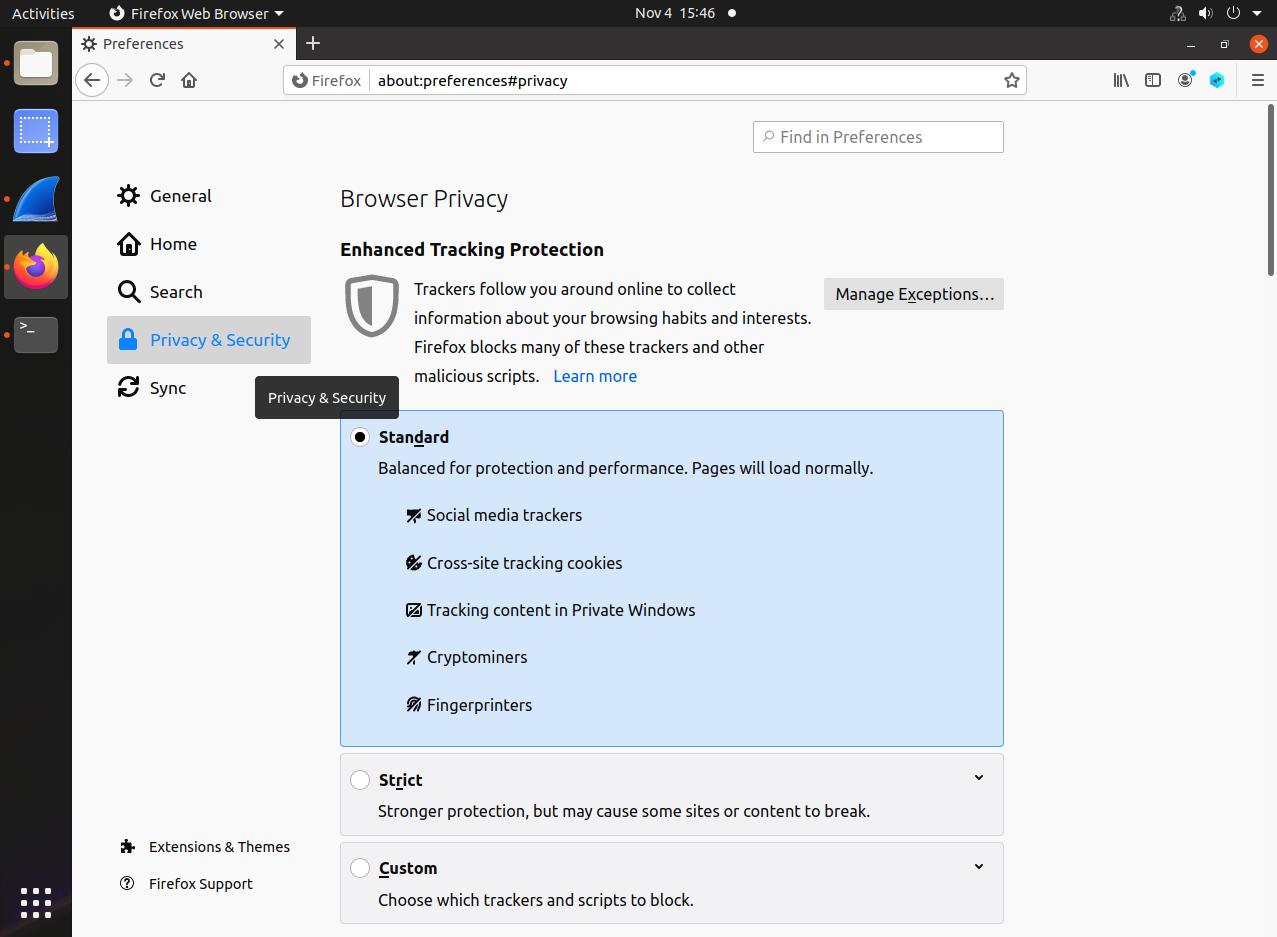 Activities
Firefox Web Browser
Nov 4 15:46
Preferences
Firefox
about:preferences#privacy
Find in Preferences
General
Home
Search
Privacy & Security
Sync
Privacy & Security
Extensions & Themes
Firefox Support
Browser Privacy
Enhanced Tracking Protection
Trackers follow you around online to collect
information about your browsing habits and interests.
Firefox blocks many of these trackers and other
malicious scripts. Learn more
Manage Exceptions…
Standard
Balanced for protection and performance. Pages will load normally.
Social media trackers
Cross-site tracking cookies
Tracking content in Private Windows
Cryptominers
Fingerprinters
Strict
Stronger protection, but may cause some sites or content to break.
Custom
Choose which trackers and scripts to block.